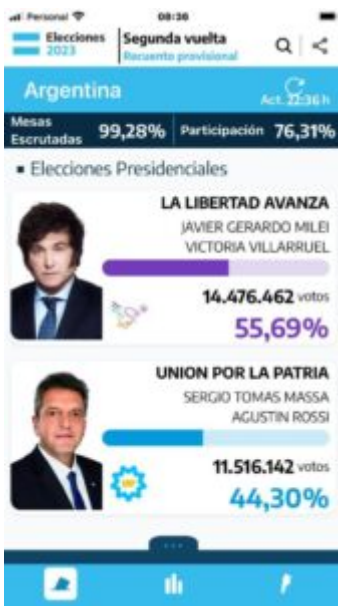 Personal 08:36
Elecciones 2023
Segunda vuelta
Recuento provisional
Argentina
Act. 22:36 h
Mesas Escrutadas 99,28% Participación 76,31%
Elecciones Presidenciales
LA LIBERTAD AVANZA
JAVIER GERARDO MILEI
VICTORIA VILLARRUEL
14.476.462 votos
55,69%
UNION POR LA PATRIA
SERGIO TOMAS MASSA
AGUSTIN ROSSI
11.516.142 votos
44,30%